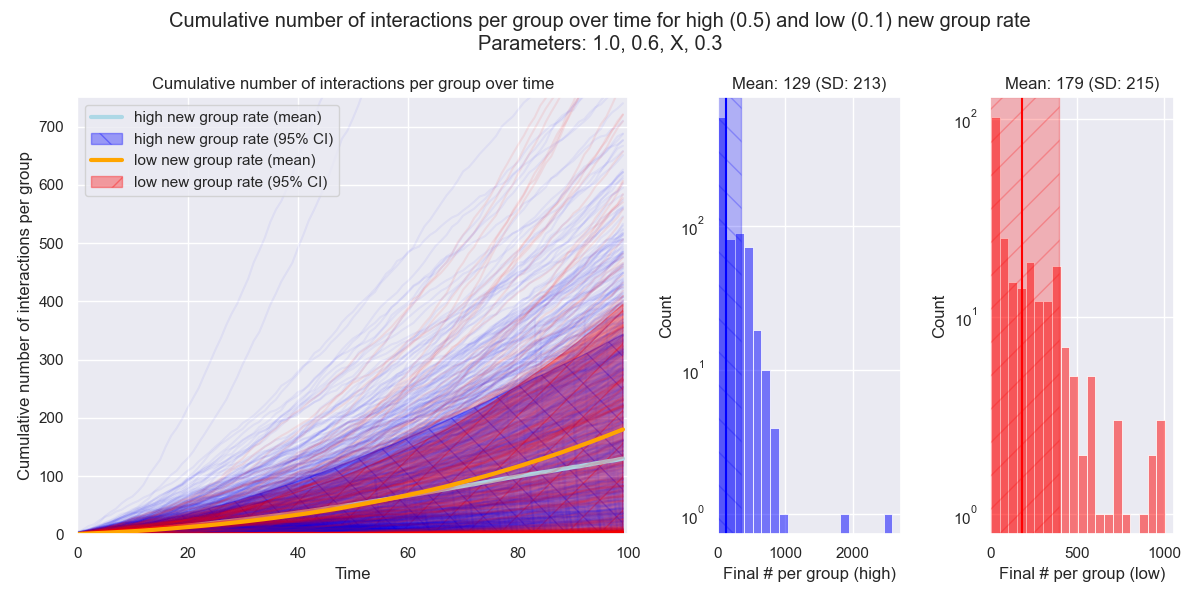 Cumulative number of interactions per group over time for high (0.5) and low (0.1) new group rate
Parameters: 1.0, 0.6, X, 0.3
Cumulative number of interactions per group over time
Cumulative number of interactions per group
700
600
500
400
300
200
100
0
high new group rate (mean)
high new group rate (95% CI)
low new group rate (mean)
low new group rate (95% CI)
0 20 40 60 80 100
Time
Mean: 129 (SD: 213)
Count
10²
10¹
10⁰
0 1000 2000
Final # per group (high)
Mean: 179 (SD: 215)
Count
10²
10¹
10⁰
0 500 1000
Final # per group (low)